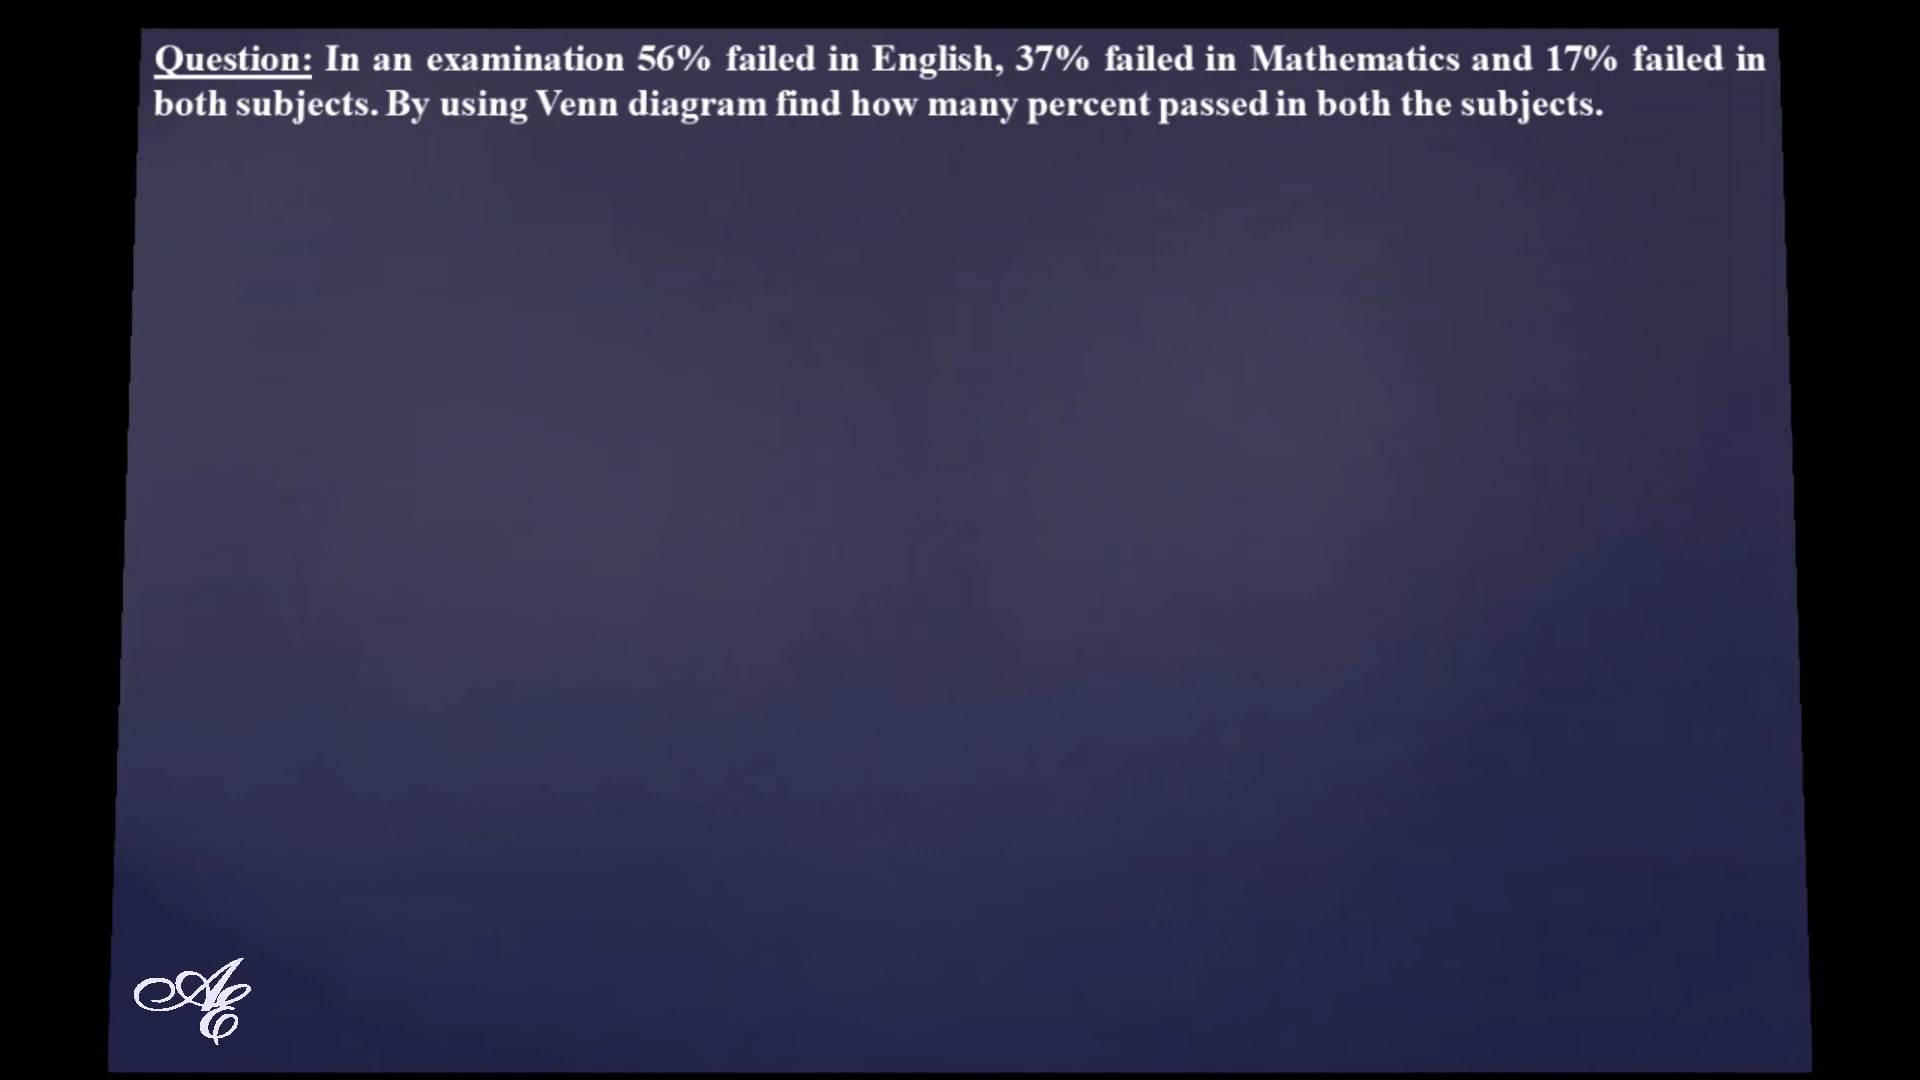 Question: In an examination 56% failed in English, 37% failed in Mathematics and 17% failed in
both subjects. By using Venn diagram find how many percent passed in both the subjects.
AEE